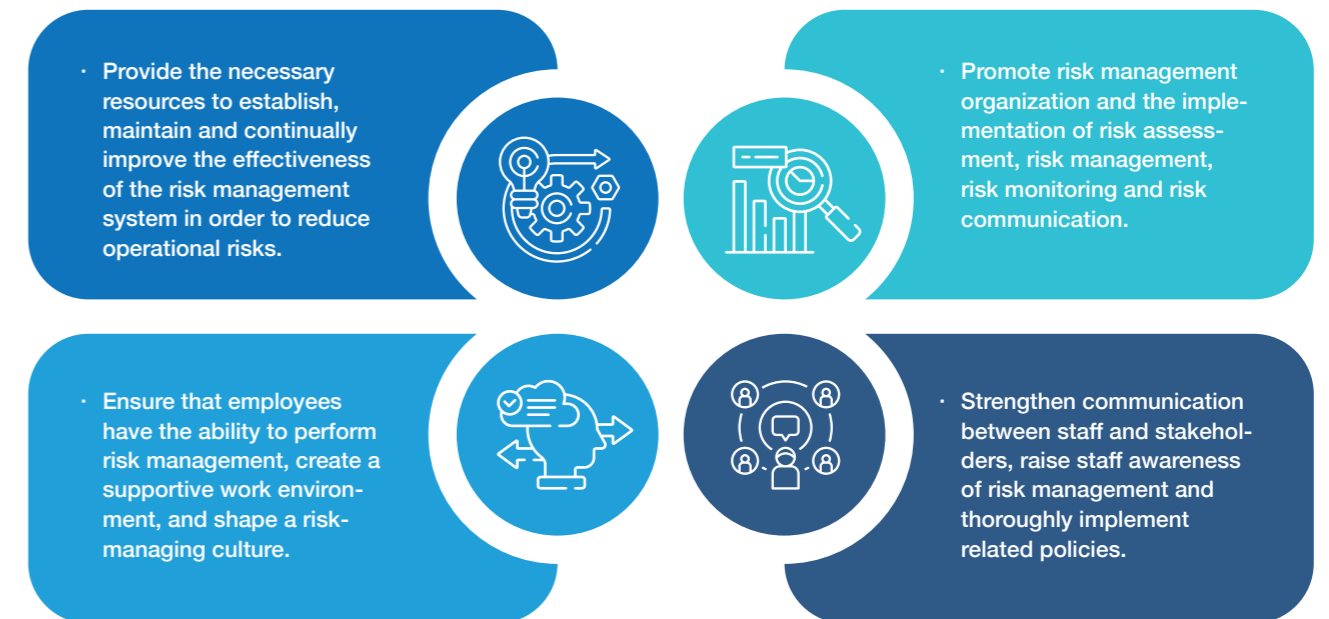 · Provide the necessary
resources to establish,
maintain and continually
improve the effectiveness
of the risk management
system in order to reduce
operational risks.
· Promote risk management
organization and the imple-
mentation of risk assess-
ment, risk management,
risk monitoring and risk
communication.
· Ensure that employees
have the ability to perform
risk management, create a
supportive work environ-
ment, and shape a risk-
managing culture.
· Strengthen communication
between staff and stakehol-
ders, raise staff awareness
of risk management and
thoroughly implement
related policies.